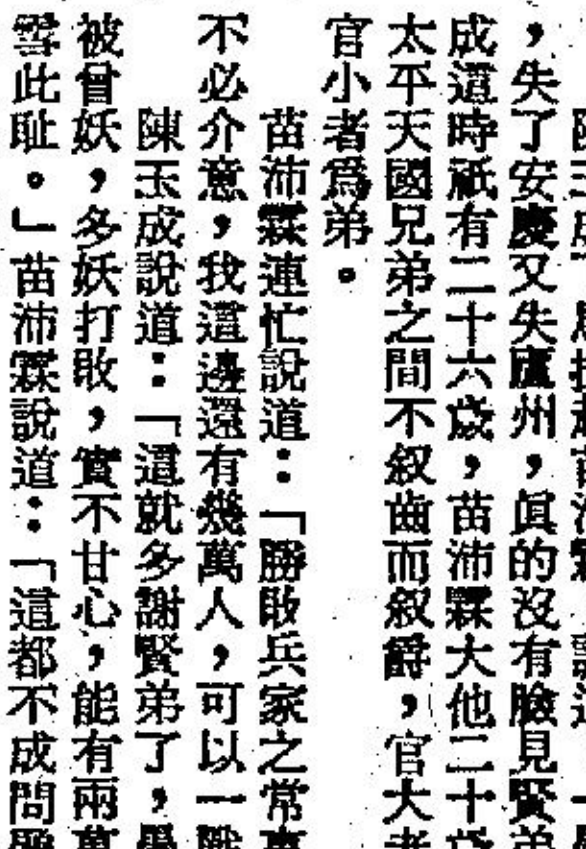 ，失了安慶又失廬州，眞的沒有臉見賢弟
成這時祇有二十六歲，苗沛霖大他二十歲
太平天國兄弟之間不叙齒而叙爵，官大者
官小者爲弟。
苗沛霖連忙說道：「勝敗兵家之常事
不必介意，我這邊還有幾萬人，可以一戰
陳玉成說道：「這就多謝賢弟了，愚
被曾妖，多妖打敗，實不甘心，能有兩萬
雪此耻。」苗沛霖說道：「這都不成問題